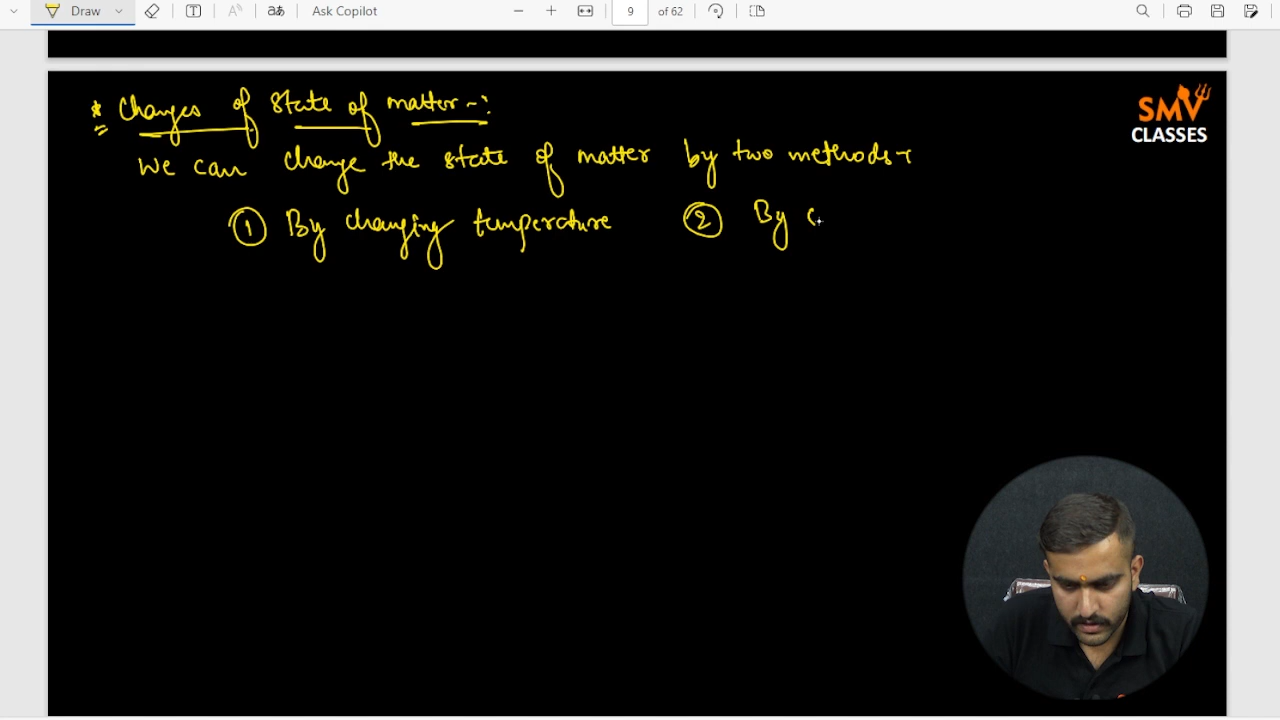 Draw
Ask Copilot
9 of 62
SMV
CLASSES
* Changes of state of matter -:
We can change the state of matter by two methods -
① By changing temperature ② By c